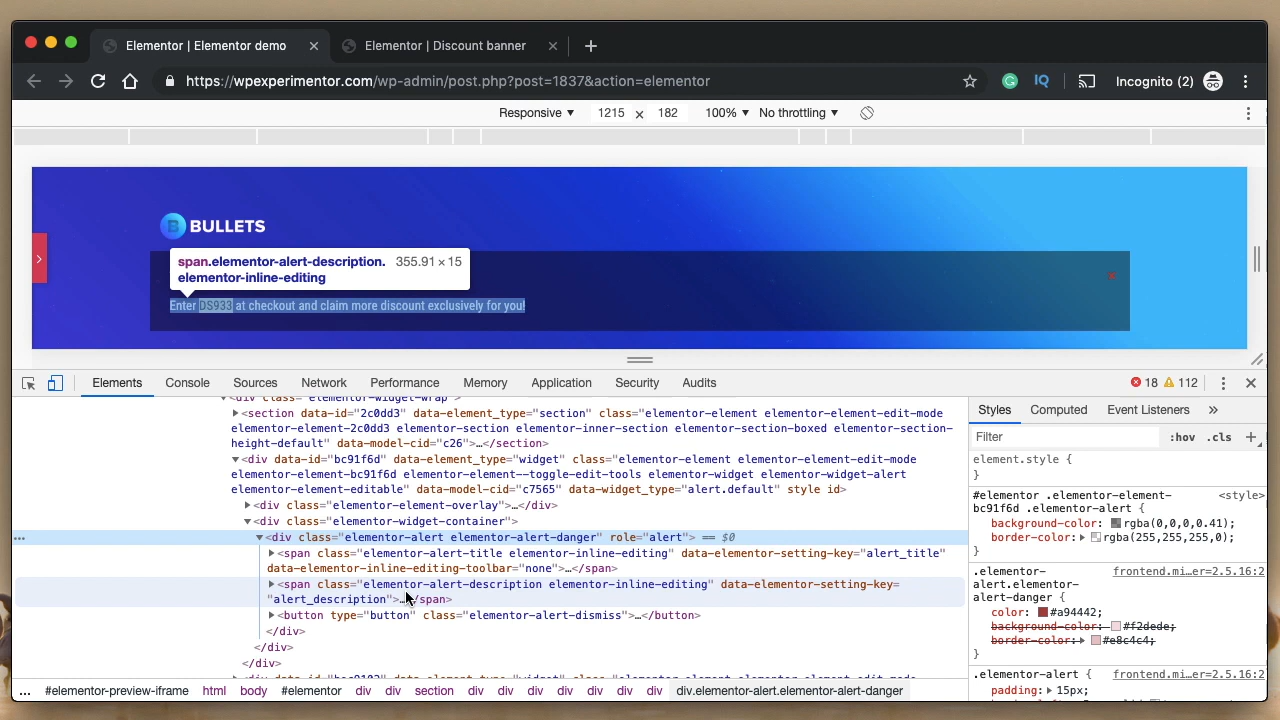 Elementor | Elementor demo
Elementor | Discount banner
https://wpexperimentor.com/wp-admin/post.php?post=1837&action=elementor
IQ
Incognito (2)
Responsive 1215 × 182 100% No throttling
B BULLETS
span.elementor-alert-description. 355.91 × 15
elementor-inline-editing
Enter DS933 at checkout and claim more discount exclusively for you!
Elements Console Sources Network Performance Memory Application Security Audits 18 112
<div class="elementor-widget-wrap">
<section data-id="2c0dd3" data-element_type="section" class="elementor-element elementor-element-edit-mode
elementor-element-2c0dd3 elementor-section elementor-inner-section elementor-section-boxed elementor-section-
height-default" data-model-cid="c26">…</section>
<div data-id="bc91f6d" data-element_type="widget" class="elementor-element elementor-element-edit-mode
elementor-element-bc91f6d elementor-element--toggle-edit-tools elementor-widget elementor-widget-alert
elementor-element-editable" data-model-cid="c7565" data-widget_type="alert.default" style id>
<div class="elementor-element-overlay">…</div>
<div class="elementor-widget-container">
… <div class="elementor-alert elementor-alert-danger" role="alert"> == $0
<span class="elementor-alert-title elementor-inline-editing" data-elementor-setting-key="alert_title"
data-elementor-inline-editing-toolbar="none">…</span>
<span class="elementor-alert-description elementor-inline-editing" data-elementor-setting-key=
"alert_description">…</span>
<button type="button" class="elementor-alert-dismiss">…</button>
</div>
</div>
</div>
… #elementor-preview-iframe html body #elementor div div section div div div div div div div div.elementor-alert.elementor-alert-danger
Styles Computed Event Listeners »
Filter :hov .cls +
element.style {
}
#elementor .elementor-element- <style>
bc91f6d .elementor-alert {
background-color: rgba(0,0,0,0.41);
border-color: rgba(255,255,255,0);
}
.elementor- frontend.mi…er=2.5.16:2
alert.elementor-
alert-danger {
color: #a94442;
background-color: #f2dede;
border-color: #e8c4c4;
}
.elementor-alert { frontend.mi…er=2.5.16:2
padding: 15px;